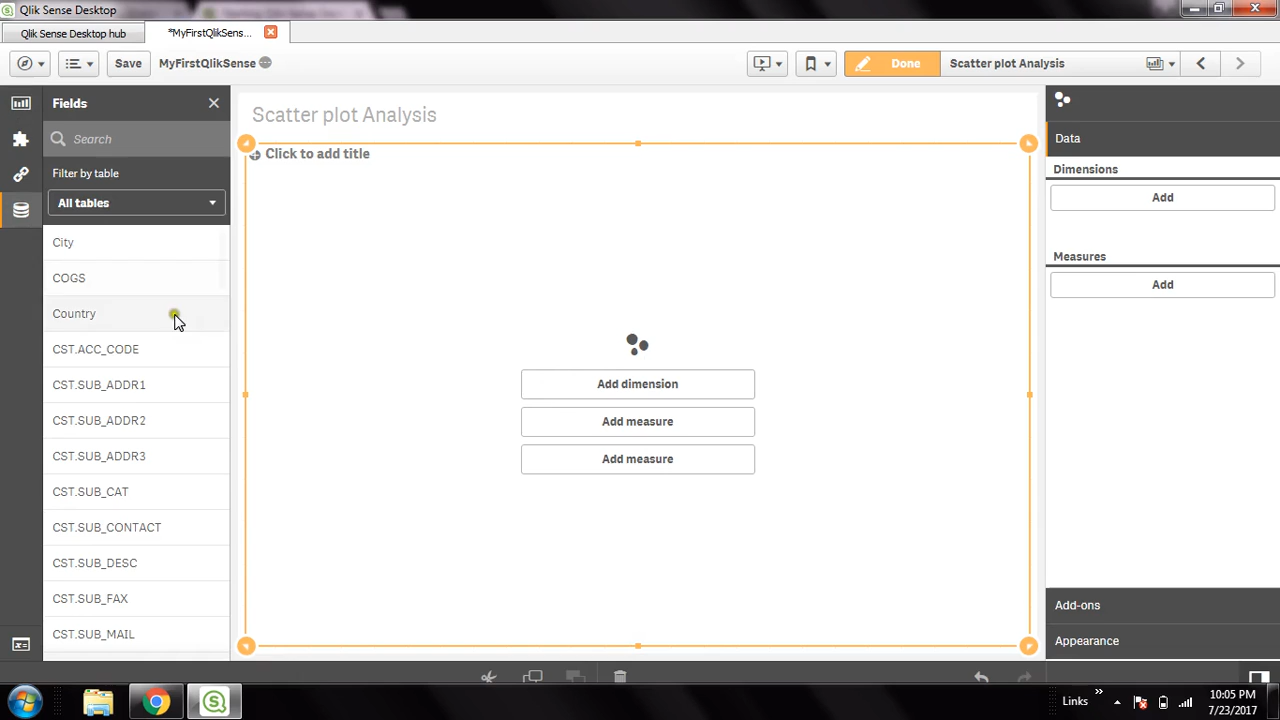 Qlik Sense Desktop
Qlik Sense Desktop hub
*MyFirstQlikSens...
Save
MyFirstQlikSense
Done
Scatter plot Analysis
Fields
Search
Filter by table
All tables
City
COGS
Country
CST.ACC_CODE
CST.SUB_ADDR1
CST.SUB_ADDR2
CST.SUB_ADDR3
CST.SUB_CAT
CST.SUB_CONTACT
CST.SUB_DESC
CST.SUB_FAX
CST.SUB_MAIL
Scatter plot Analysis
Click to add title
Add dimension
Add measure
Add measure
Data
Dimensions
Add
Measures
Add
Add-ons
Appearance
Links
10:05 PM
7/23/2017